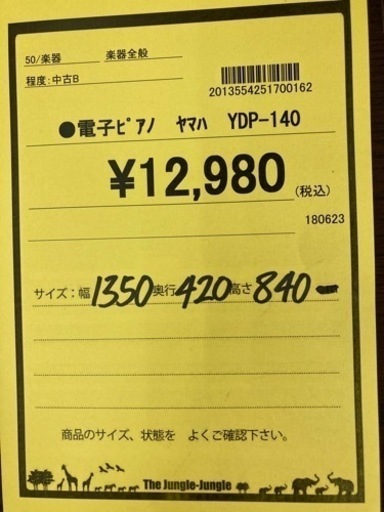 50/楽器 楽器全般
程度:中古B
2013554251700162
●電子ﾋﾟｱﾉ ﾔﾏﾊ YDP-140
¥12,980(税込)
180623
サイズ:幅1350奥行420高さ840
商品のサイズ、状態を よくご確認下さい。
The Jungle-Jungle